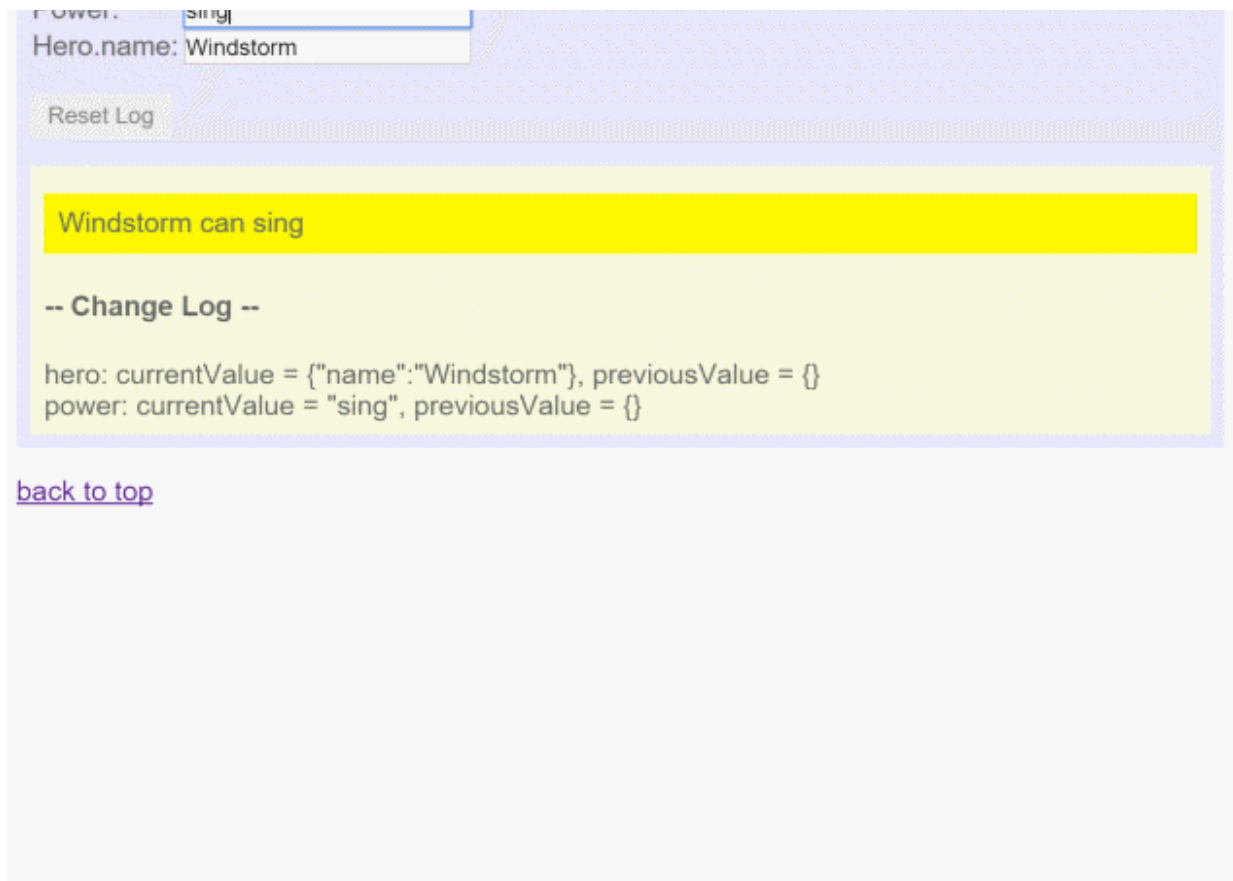 Power: sing
Hero.name: Windstorm
Reset Log
Windstorm can sing
-- Change Log --
hero: currentValue = {"name":"Windstorm"}, previousValue = {}
power: currentValue = "sing", previousValue = {}
back to top